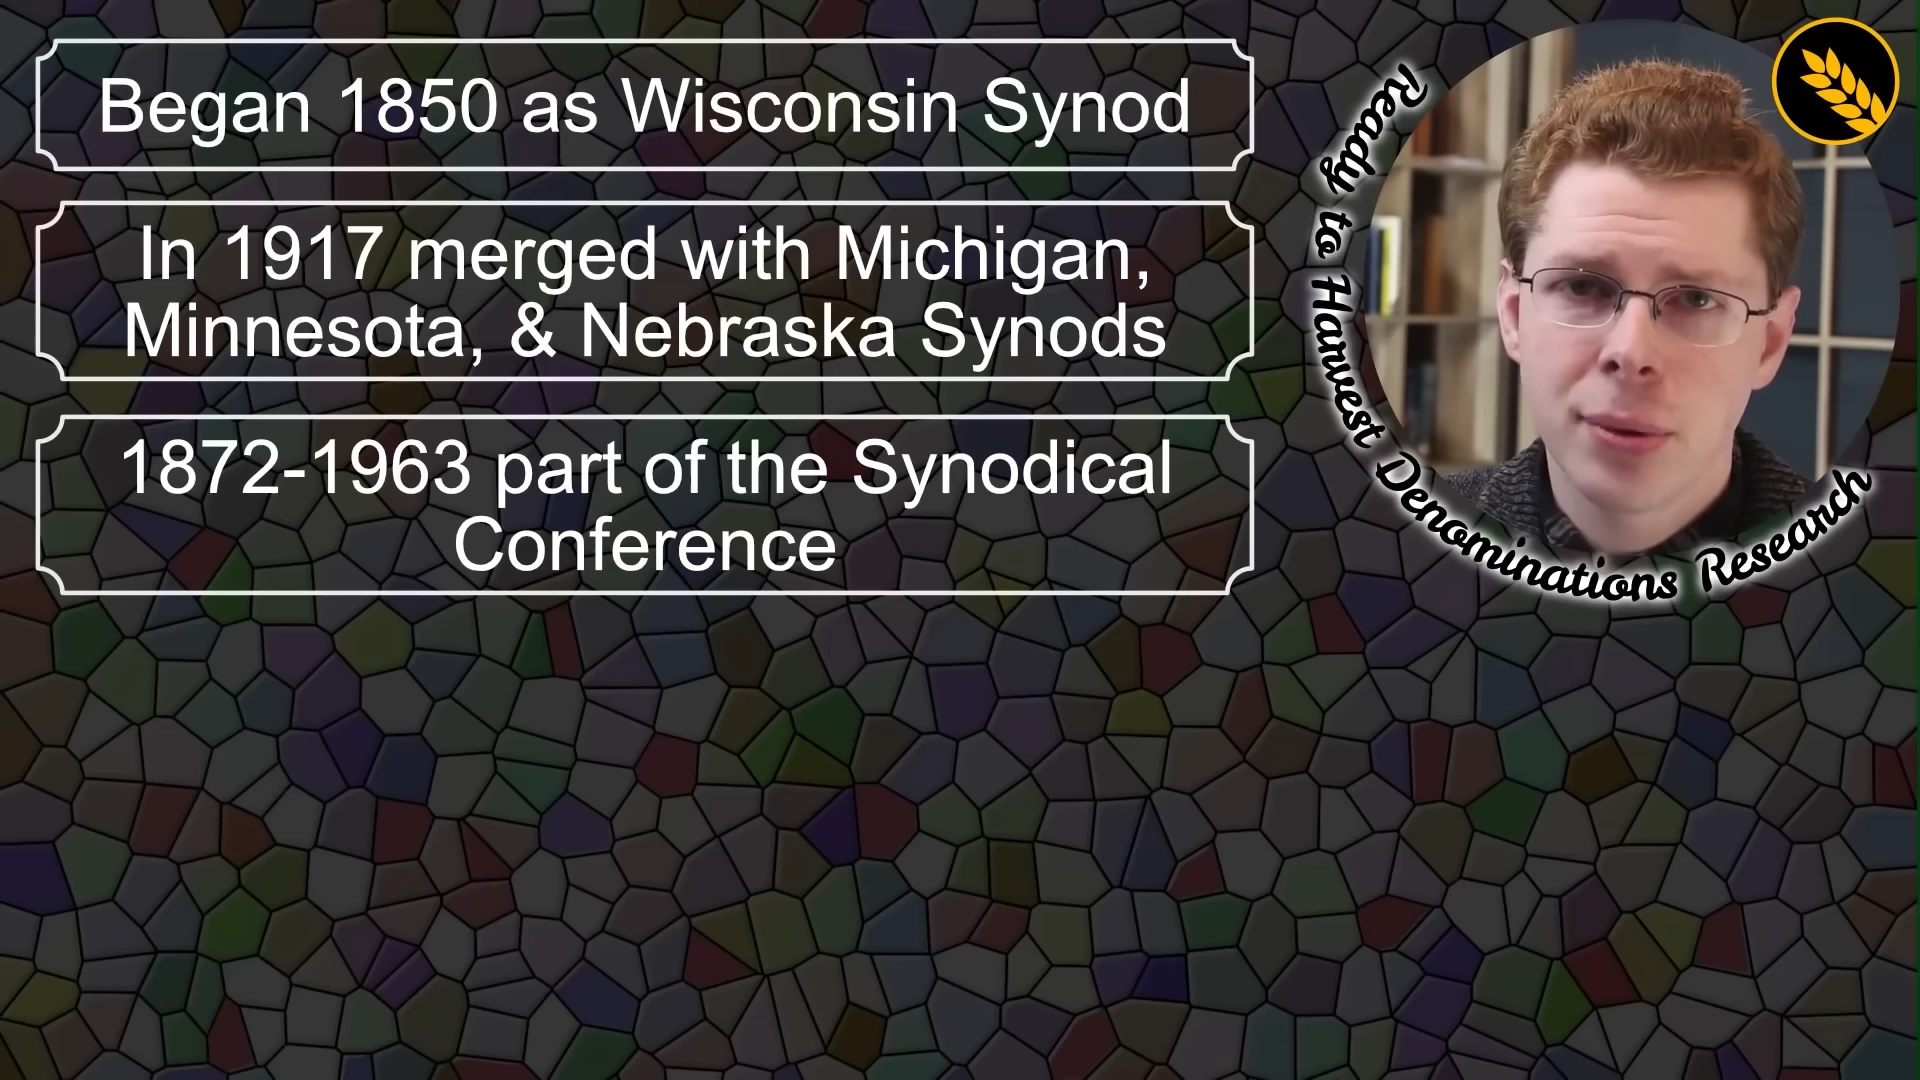 Began 1850 as Wisconsin Synod
In 1917 merged with Michigan,
Minnesota, & Nebraska Synods
1872-1963 part of the Synodical
Conference
Ready to Harvest Denominations Research